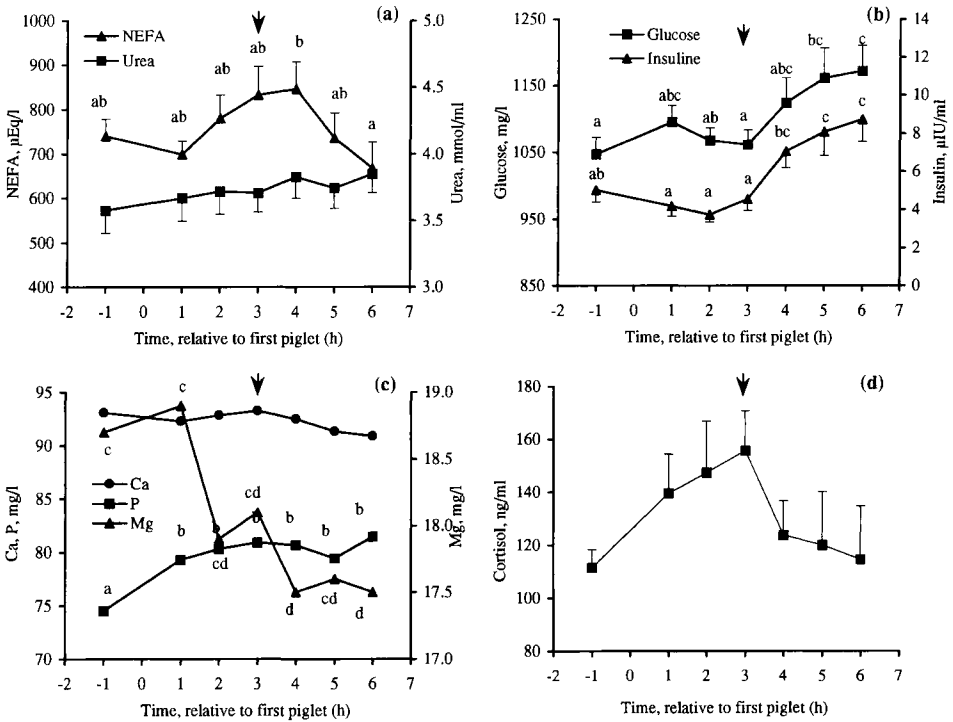 (a)
1000 900 800 700 600 500 400
NEFA, µEq/l
NEFA
Urea
ab ab ab ab b ab a
5.0 4.5 4.0 3.5 3.0
Urea, mmol/ml
-2 -1 0 1 2 3 4 5 6 7
Time, relative to first piglet (h)
(b)
1250 1150 1050 950 850
Glucose, mg/l
Glucose
Insuline
a abc ab a abc bc c
ab a a a bc c c
14 12 10 8 6 4 2 0
Insulin, µIU/ml
-2 -1 0 1 2 3 4 5 6 7
Time, relative to first piglet (h)
(c)
95 90 85 80 75 70
Ca, P, mg/l
Ca
P
Mg
c c cd cd d cd d
a b b b b b b
19.0 18.5 18.0 17.5 17.0
Mg, mg/l
-2 -1 0 1 2 3 4 5 6 7
Time, relative to first piglet (h)
(d)
180 160 140 120 100 80
Cortisol, ng/ml
-2 -1 0 1 2 3 4 5 6 7
Time, relative to first piglet (h)